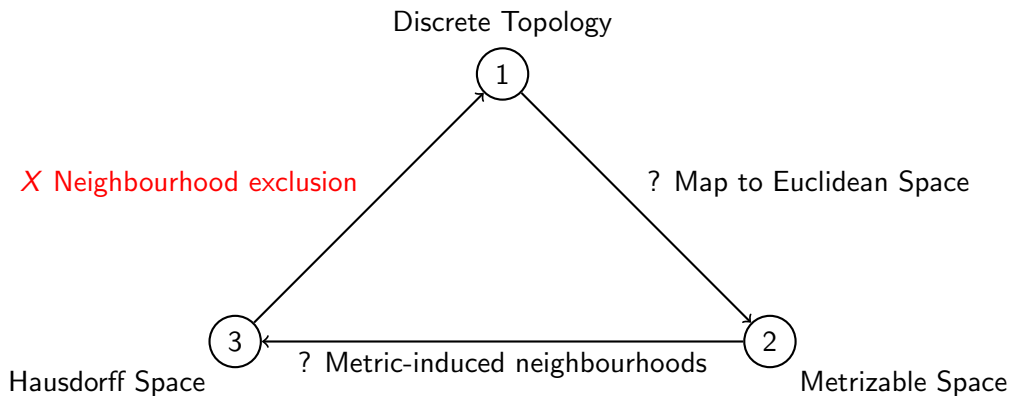 Discrete Topology
1
X Neighbourhood exclusion
? Map to Euclidean Space
3
? Metric-induced neighbourhoods
2
Hausdorff Space
Metrizable Space